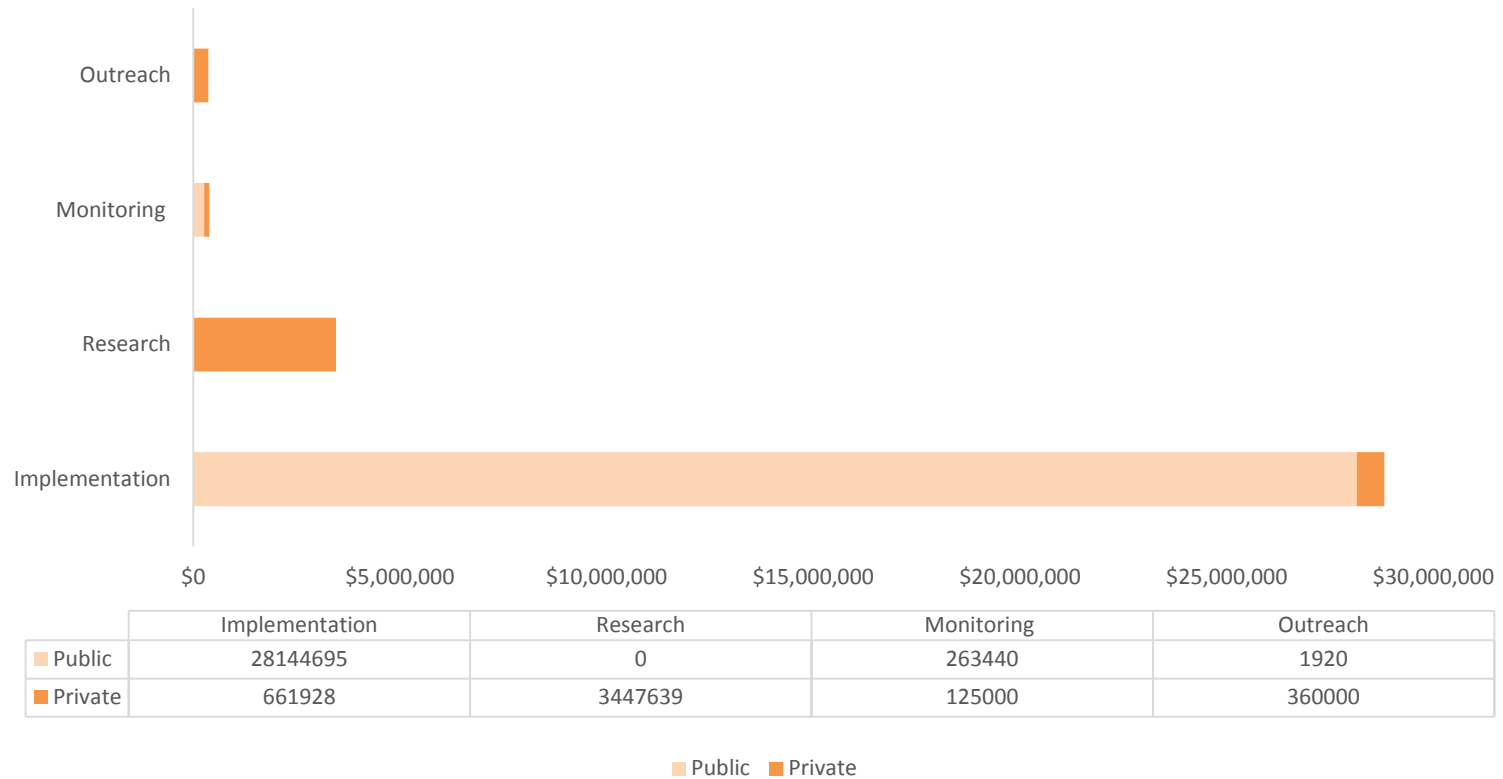 Outreach
Monitoring
Research
Implementation
$0 $5,000,000 $10,000,000 $15,000,000 $20,000,000 $25,000,000 $30,000,000
Implementation Research Monitoring Outreach
Public 28144695 0 263440 1920
Private 661928 3447639 125000 360000
Public Private